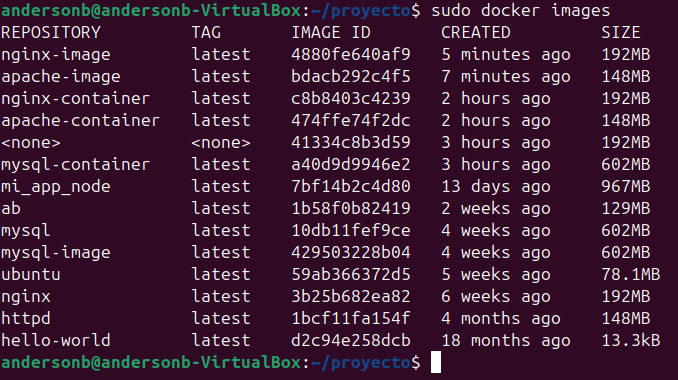 andersonb@andersonb-VirtualBox:~/proyecto$ sudo docker images
REPOSITORY TAG IMAGE ID CREATED SIZE
nginx-image latest 4880fe640af9 5 minutes ago 192MB
apache-image latest bdacb292c4f5 7 minutes ago 148MB
nginx-container latest c8b8403c4239 2 hours ago 192MB
apache-container latest 474ffe74f2dc 2 hours ago 148MB
<none> <none> 41334c8b3d59 3 hours ago 192MB
mysql-container latest a40d9d9946e2 3 hours ago 602MB
mi_app_node latest 7bf14b2c4d80 13 days ago 967MB
ab latest 1b58f0b82419 2 weeks ago 129MB
mysql latest 10db11fef9ce 4 weeks ago 602MB
mysql-image latest 429503228b04 4 weeks ago 602MB
ubuntu latest 59ab366372d5 5 weeks ago 78.1MB
nginx latest 3b25b682ea82 6 weeks ago 192MB
httpd latest 1bcf11fa154f 4 months ago 148MB
hello-world latest d2c94e258dcb 18 months ago 13.3kB
andersonb@andersonb-VirtualBox:~/proyecto$